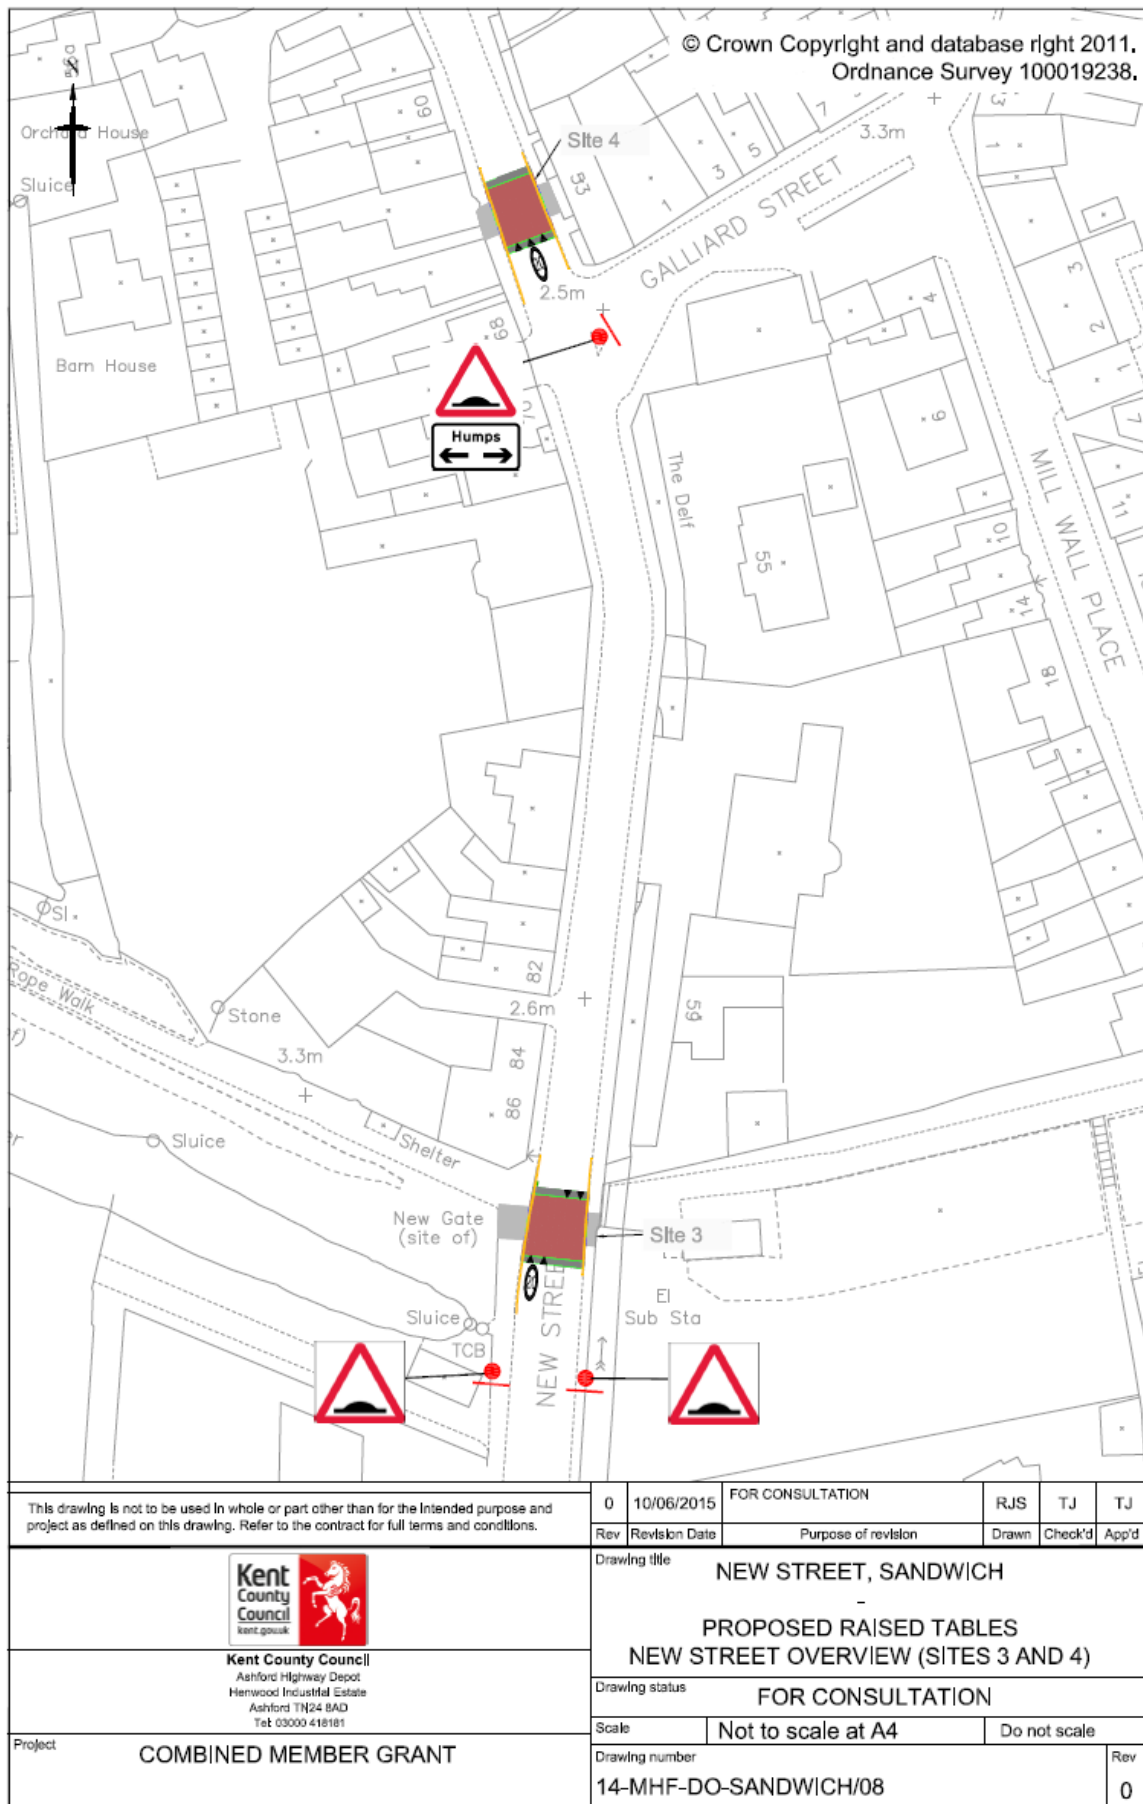 © Crown Copyright and database right 2011.
Ordnance Survey 100019238.
Orchard House
Sluice
60
Site 4
53
1
3
5
7
3.3m
13
1
GALLIARD STREET
2.5m
68
Barn House
Humps
70
4
3
2
1
The Delf
6
7
MILL WALL PLACE
11
10
14
55
18
SI
Rope Walk
Stone
3.3m
82
2.6m
59
84
86
Sluice
Shelter
New Gate
(site of)
Site 3
El
Sub Sta
Sluice
TCB
NEW STREE
This drawing is not to be used in whole or part other than for the intended purpose and
project as defined on this drawing. Refer to the contract for full terms and conditions.
0 10/06/2015 FOR CONSULTATION RJS TJ TJ
Rev Revision Date Purpose of revision Drawn Check'd App'd
Kent
County
Council
kent.gov.uk
Kent County Council
Ashford Highway Depot
Henwood Industrial Estate
Ashford TN24 8AD
Tel: 03000 418181
Project COMBINED MEMBER GRANT
Drawing title NEW STREET, SANDWICH
-
PROPOSED RAISED TABLES
NEW STREET OVERVIEW (SITES 3 AND 4)
Drawing status FOR CONSULTATION
Scale Not to scale at A4 Do not scale
Drawing number Rev
14-MHF-DO-SANDWICH/08 0